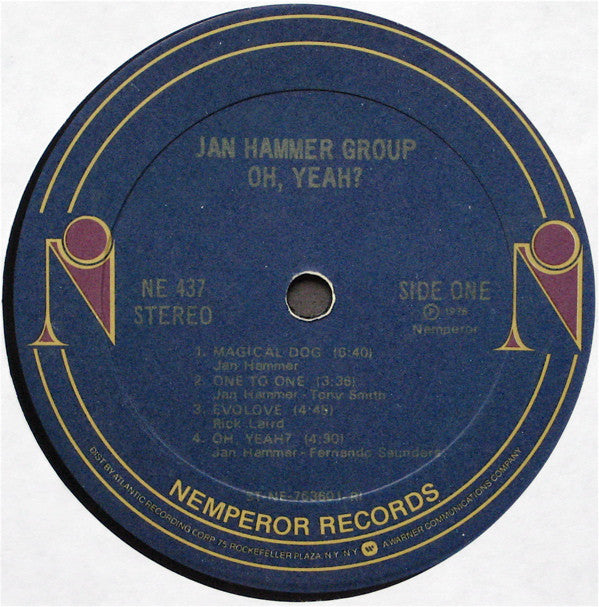 JAN HAMMER GROUP
OH, YEAH?
NE 437
STEREO
SIDE ONE
Ⓟ 1976
Nemperor
1. MAGICAL DOG (6:40)
Jan Hammer
2. ONE TO ONE (3:36)
Jan Hammer - Tony Smith
3. EVOLOVE (4:45)
Rick Laird
4. OH, YEAH? (4:30)
Jan Hammer - Fernando Saunders
NEMPEROR RECORDS
DIST BY ATLANTIC RECORDING CORP 75 ROCKEFELLER PLAZA, N.Y. N.Y. W A WARNER COMMUNICATIONS COMPANY